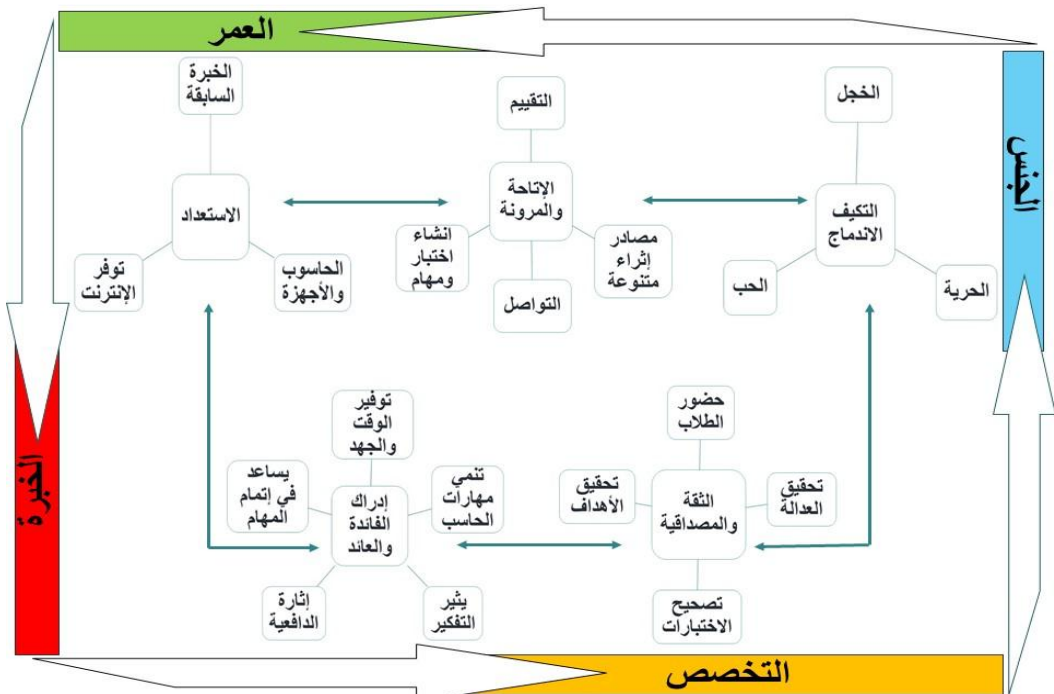 العمر
الجنس
الخبرة
التخصص
الخجل
التكيف
الاندماج
الحب
الحرية
التقييم
الإتاحة
والمرونة
مصادر
إثراء
متنوعة
انشاء
اختبار
ومهام
التواصل
الخبرة
السابقة
الاستعداد
الحاسوب
والأجهزة
توفر
الإنترنت
حضور
الطلاب
الثقة
والمصداقية
تحقيق
العدالة
تحقيق
الأهداف
تصحيح
الاختبارات
توفير
الوقت
والجهد
إدراك
الفائدة
والعائد
تنمي
مهارات
الحاسب
يساعد
في إتمام
المهام
يثير
التفكير
إثارة
الدافعية